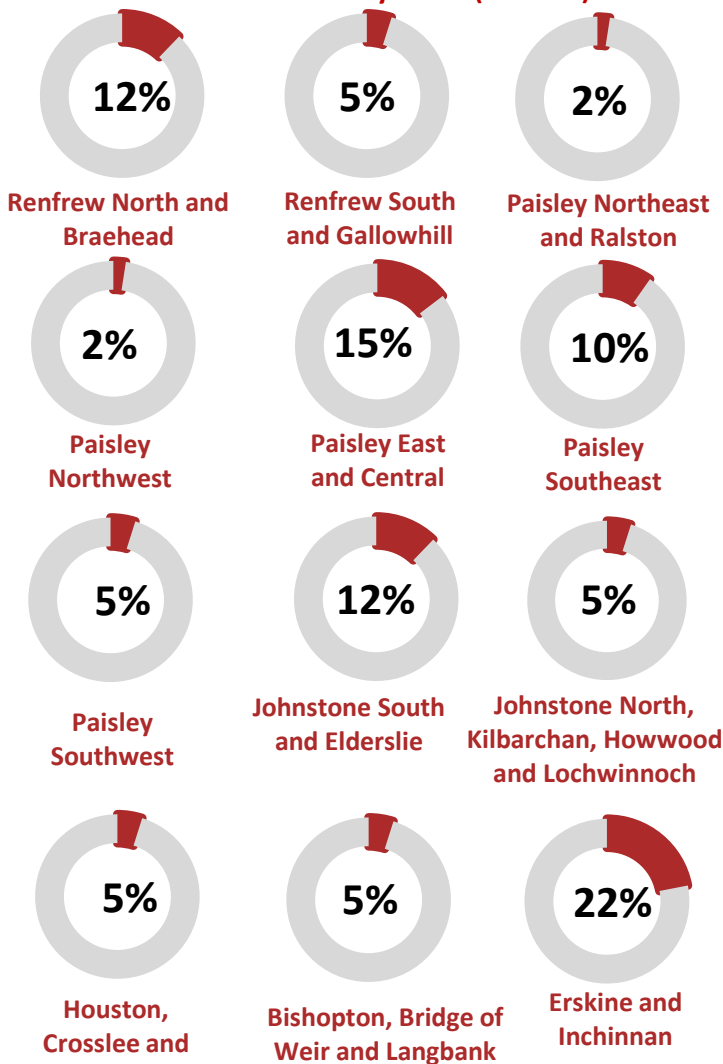 12%
5%
2%
Renfrew North and
Braehead
Renfrew South
and Gallowhill
Paisley Northeast
and Ralston
2%
15%
10%
Paisley
Northwest
Paisley East
and Central
Paisley
Southeast
5%
12%
5%
Paisley
Southwest
Johnstone South
and Elderslie
Johnstone North,
Kilbarchan, Howwood
and Lochwinnoch
5%
5%
22%
Houston,
Crosslee and
Bishopton, Bridge of
Weir and Langbank
Erskine and
Inchinnan